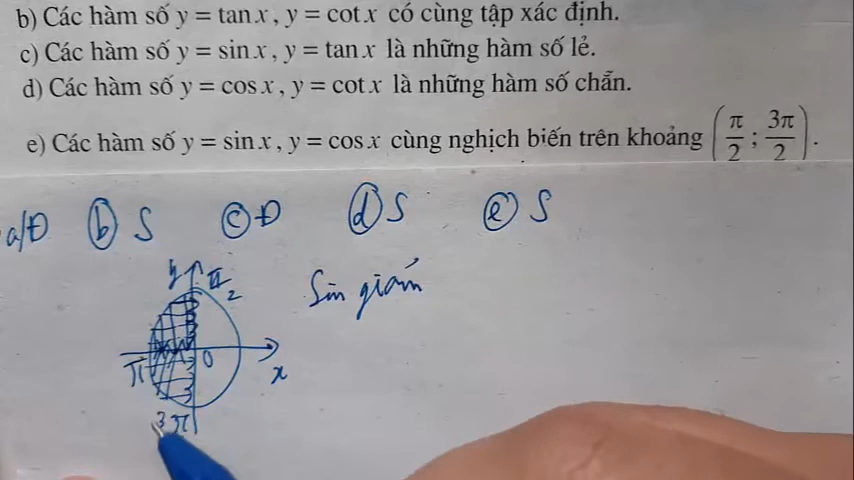 b) Các hàm số y = tan x , y = cot x có cùng tập xác định.
c) Các hàm số y = sin x , y = tan x là những hàm số lẻ.
d) Các hàm số y = cos x , y = cot x là những hàm số chẵn.
e) Các hàm số y = sin x , y = cos x cùng nghịch biến trên khoảng (π/2 ; 3π/2).
a/Đ b S c Đ d S e S
y π/2 Sin giảm
π 0
x
3π